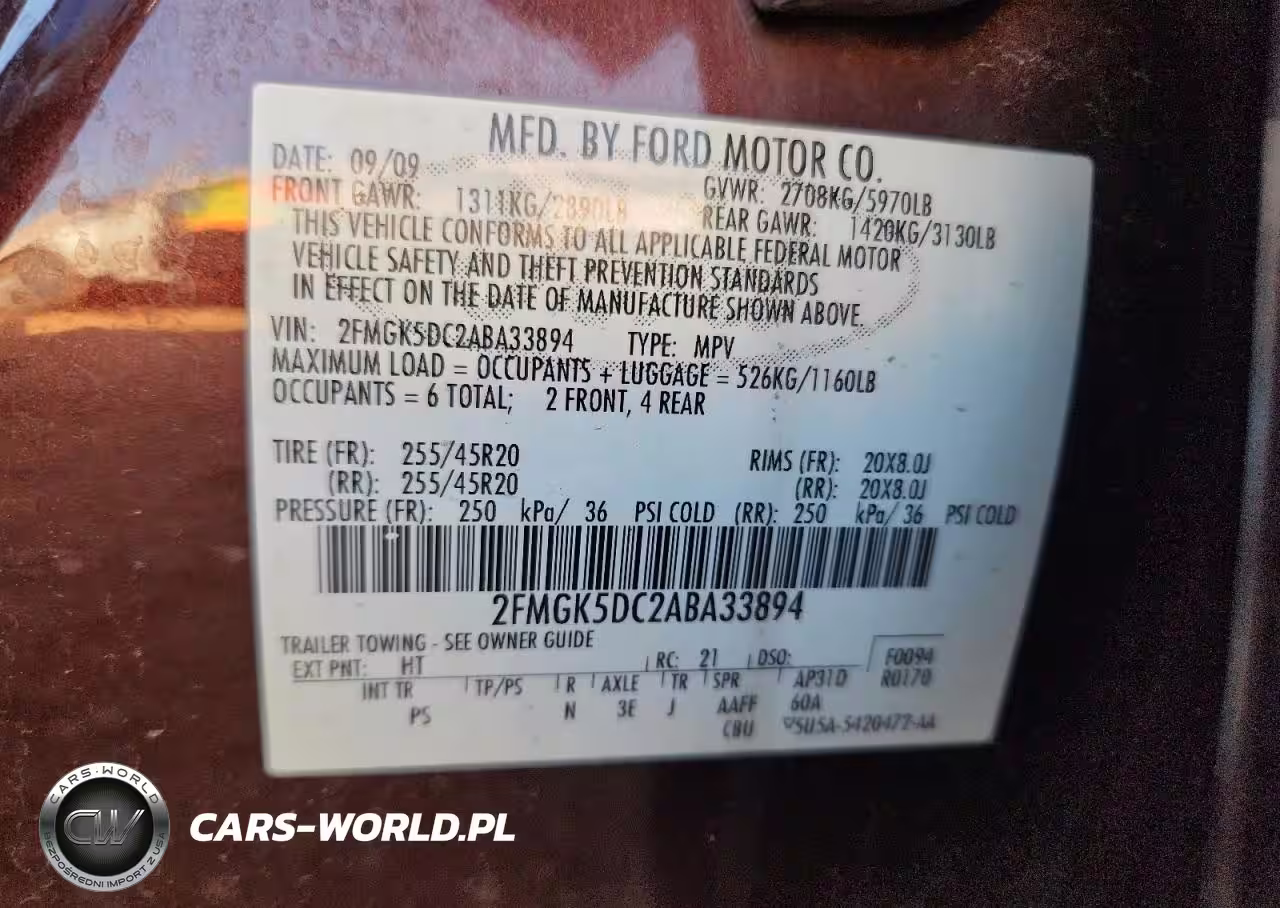 MFD. BY FORD MOTOR CO.
DATE: 09/09 GVWR: 2708KG/5970LB
FRONT GAWR: 1311KG/2890LB REAR GAWR: 1420KG/3130LB
THIS VEHICLE CONFORMS TO ALL APPLICABLE FEDERAL MOTOR
VEHICLE SAFETY AND THEFT PREVENTION STANDARDS
IN EFFECT ON THE DATE OF MANUFACTURE SHOWN ABOVE.
VIN: 2FMGK5DC2ABA33894 TYPE: MPV
MAXIMUM LOAD = OCCUPANTS + LUGGAGE = 526KG/1160LB
OCCUPANTS = 6 TOTAL; 2 FRONT, 4 REAR
TIRE (FR): 255/45R20 RIMS (FR): 20X8.0J
(RR): 255/45R20 (RR): 20X8.0J
PRESSURE (FR): 250 kPa/ 36 PSI COLD (RR): 250 kPa/ 36 PSI COLD
2FMGK5DC2ABA33894
TRAILER TOWING - SEE OWNER GUIDE
EXT PNT: HT RC: 21 DSO: F0094
INT TR TP/PS R AXLE TR SPR AP31D R0170
PS N 3E J AAFF 60A
CBU
CARS-WORLD
CW
BEZPOŚREDNI IMPORT Z USA
CARS-WORLD.PL